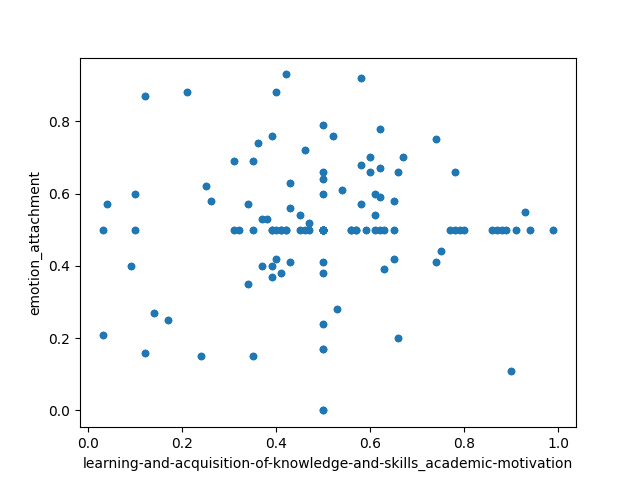 0.8
0.6
0.4
0.2
0.0
emotion_attachment
0.0 0.2 0.4 0.6 0.8 1.0
learning-and-acquisition-of-knowledge-and-skills_academic-motivation